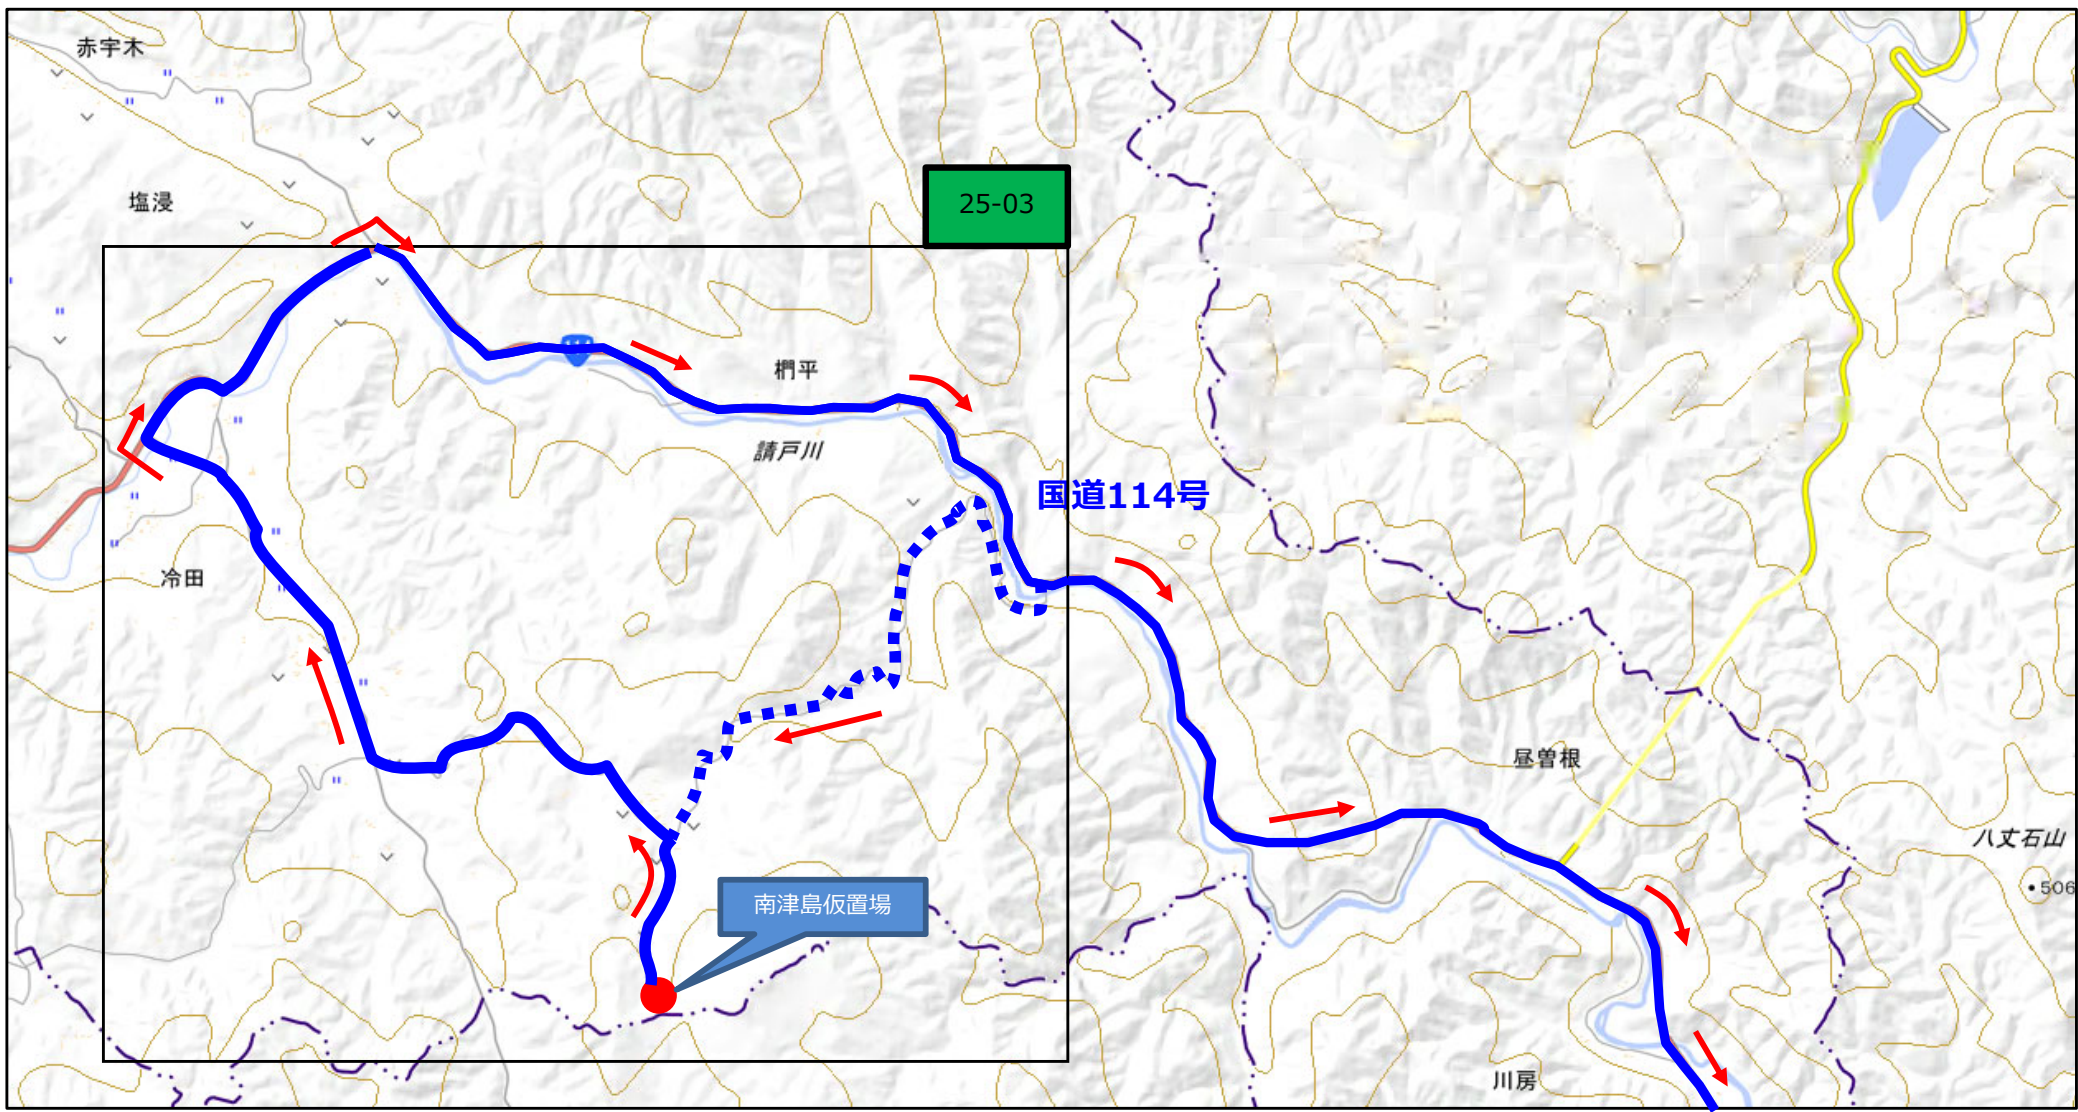 赤宇木
塩浸
25-03
椚平
請戸川
国道114号
冷田
昼曽根
八丈石山
506
南津島仮置場
川房